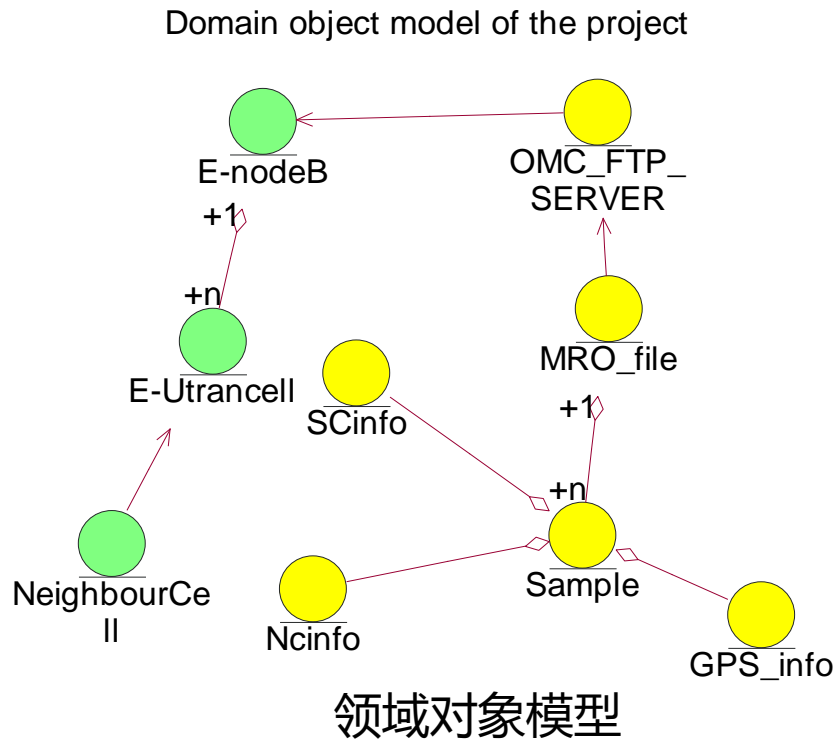 Domain object model of the project
E-nodeB
OMC_FTP_
SERVER
+1
+n
E-Utrancell
MRO_file
SCinfo
+1
+n
NeighbourCe
ll
Sample
Ncinfo
GPS_info
领域对象模型